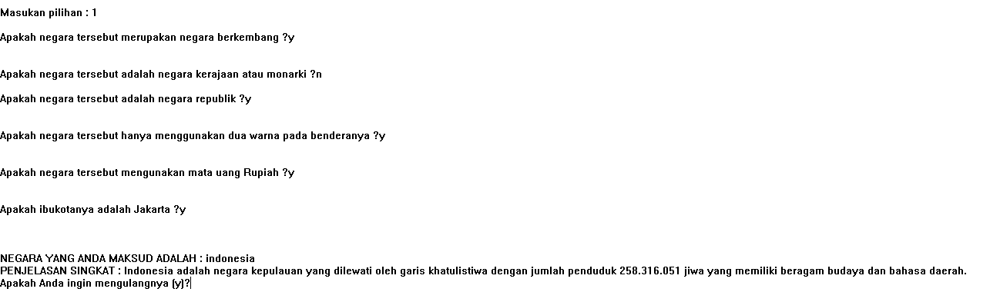 Masukan pilihan : 1
Apakah negara tersebut merupakan negara berkembang ?y
Apakah negara tersebut adalah negara kerajaan atau monarki ?n
Apakah negara tersebut adalah negara republik ?y
Apakah negara tersebut hanya menggunakan dua warna pada benderanya ?y
Apakah negara tersebut mengunakan mata uang Rupiah ?y
Apakah ibukotanya adalah Jakarta ?y
NEGARA YANG ANDA MAKSUD ADALAH : indonesia
PENJELASAN SINGKAT : Indonesia adalah negara kepulauan yang dilewati oleh garis khatulistiwa dengan jumlah penduduk 258.316.051 jiwa yang memiliki beragam budaya dan bahasa daerah.
Apakah Anda ingin mengulangnya (y)?